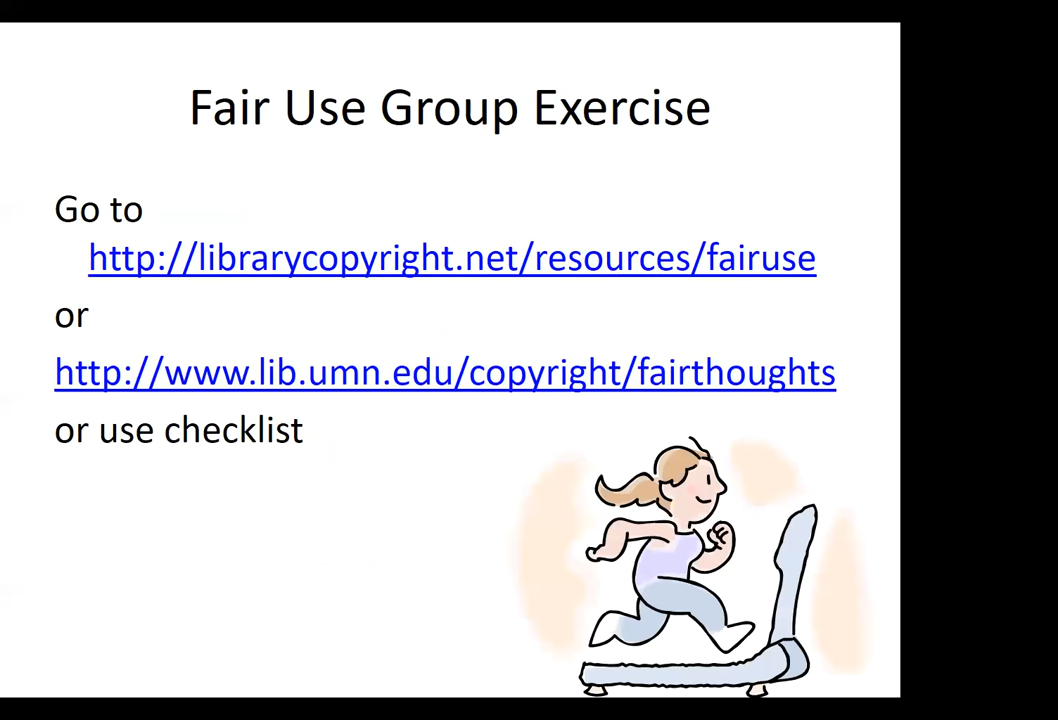 Fair Use Group Exercise
Go to
http://librarycopyright.net/resources/fairuse
or
http://www.lib.umn.edu/copyright/fairthoughts
or use checklist